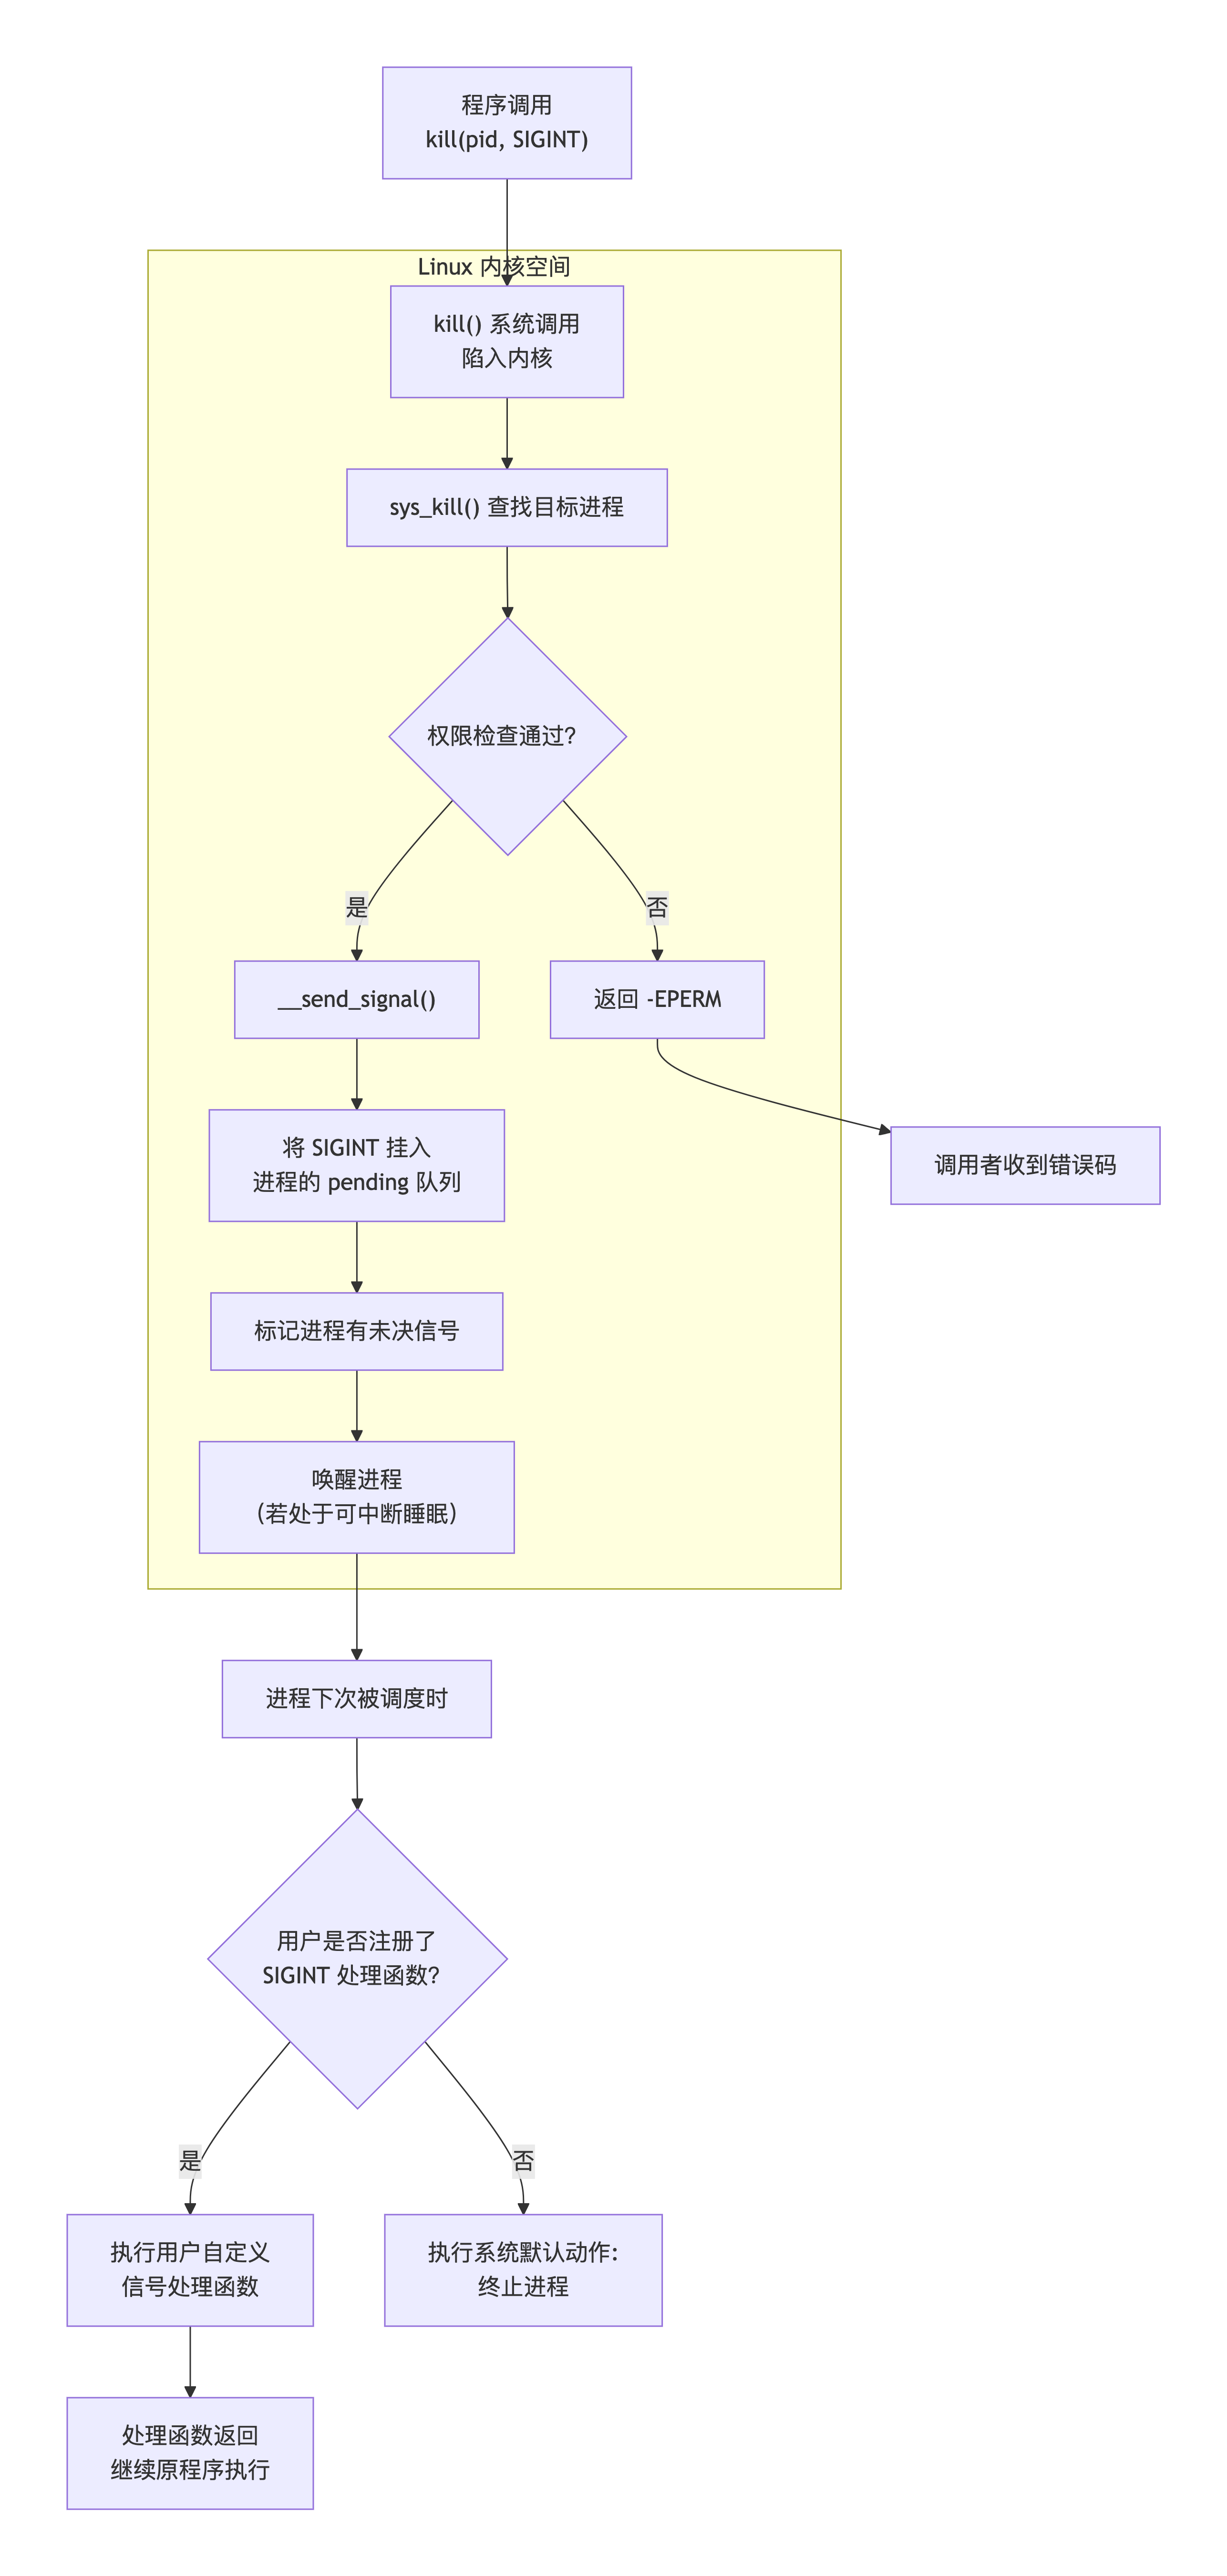 程序调用
kill(pid, SIGINT)
Linux 内核空间
kill() 系统调用
陷入内核
sys_kill() 查找目标进程
权限检查通过?
是
否
__send_signal()
返回 -EPERM
将 SIGINT 挂入
进程的 pending 队列
调用者收到错误码
标记进程有未决信号
唤醒进程
（若处于可中断睡眠）
进程下次被调度时
用户是否注册了
SIGINT 处理函数?
是
否
执行用户自定义
信号处理函数
执行系统默认动作:
终止进程
处理函数返回
继续原程序执行